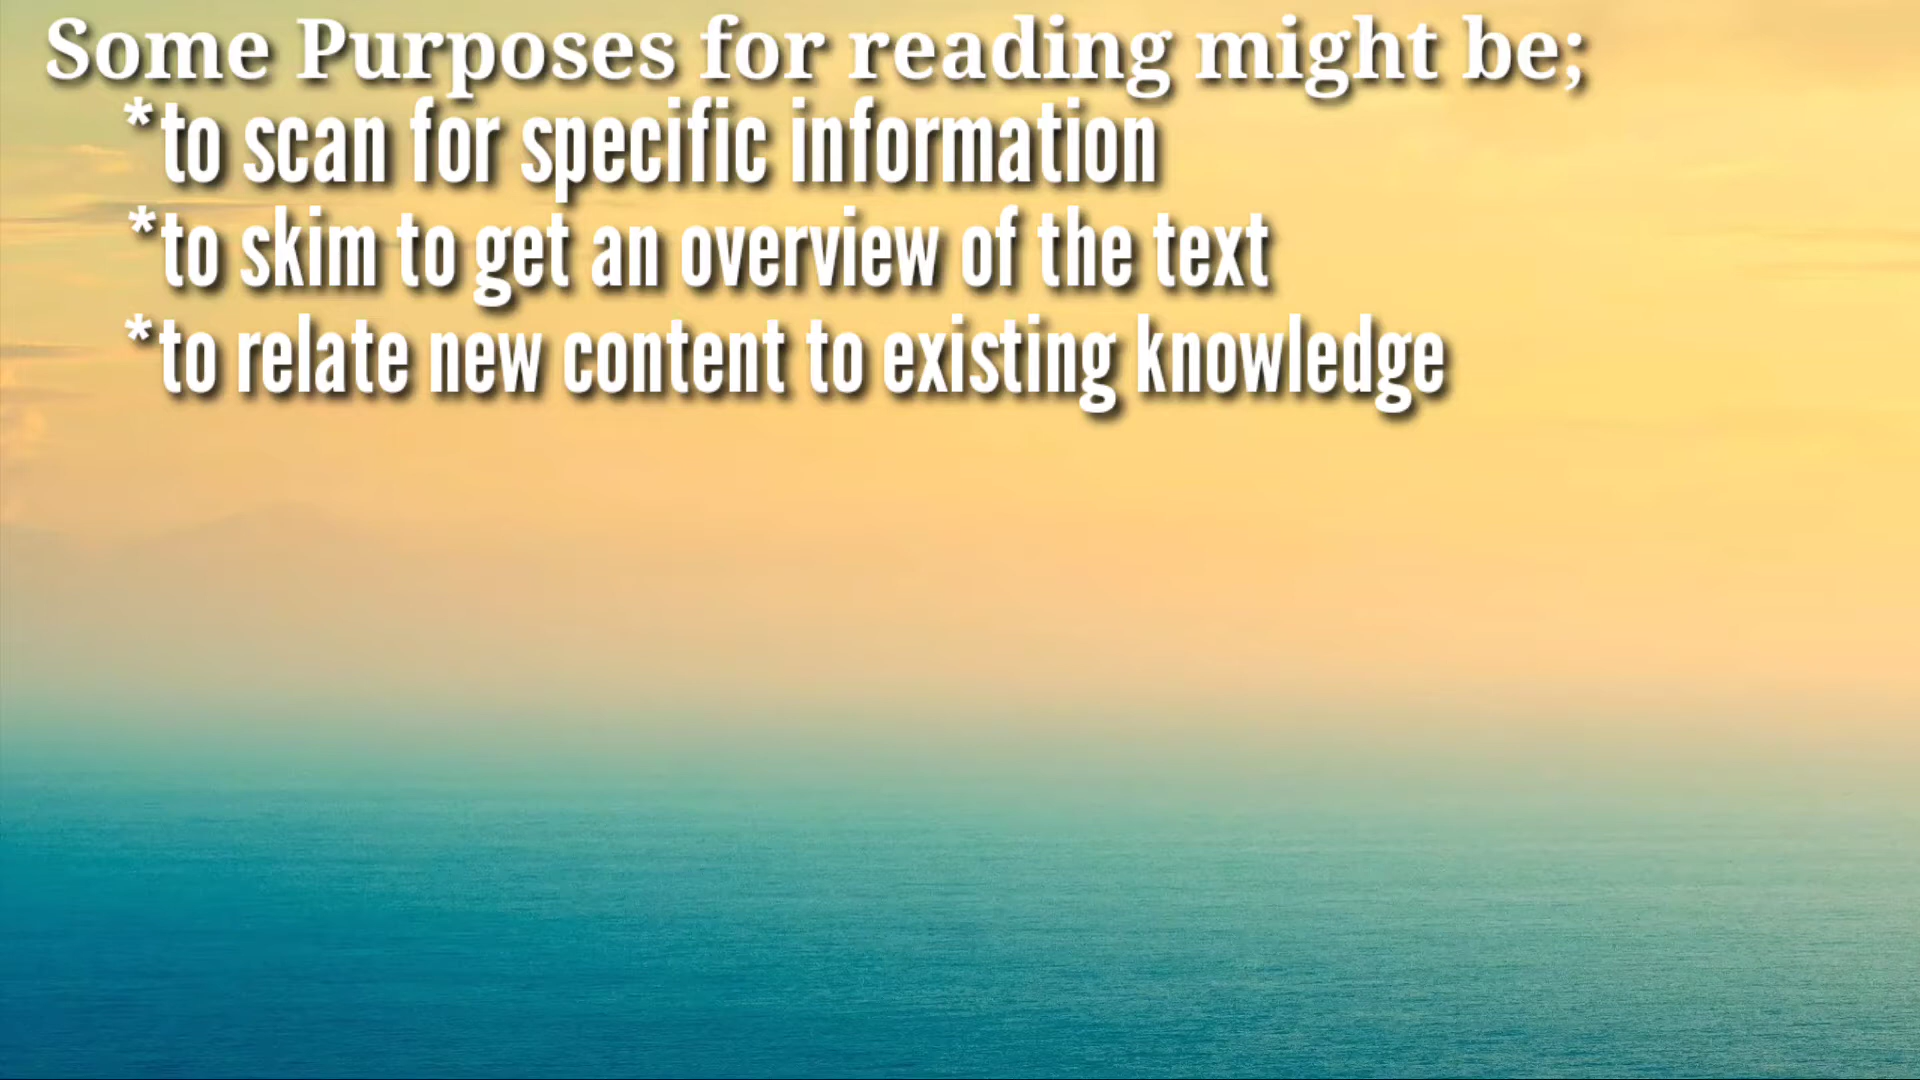 Some Purposes for reading might be;
*to scan for specific information
*to skim to get an overview of the text
*to relate new content to existing knowledge